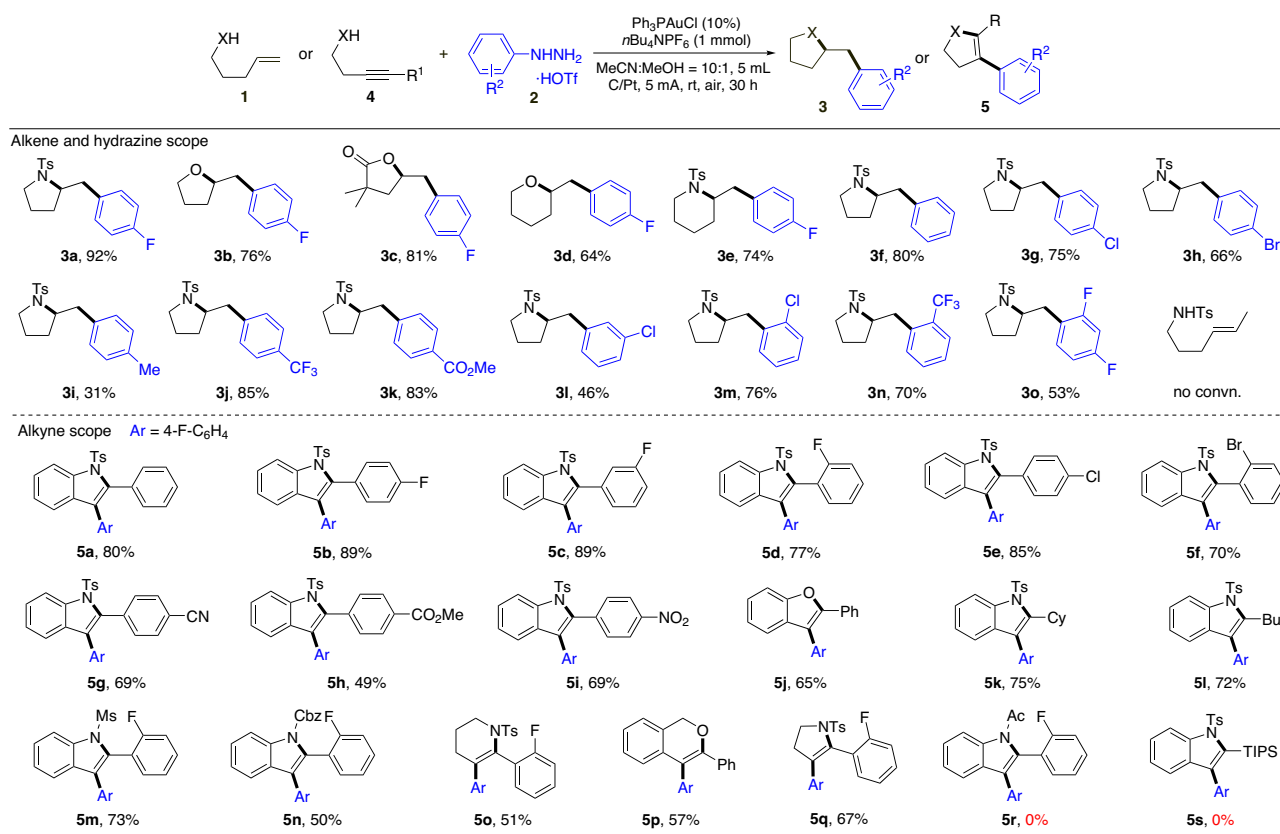 XH
or
XH
R1
+
NHNH2
R2
·HOTf
Ph3PAuCl (10%)
nBu4NPF6 (1 mmol)
MeCN:MeOH = 10:1, 5 mL
C/Pt, 5 mA, rt, air, 30 h
X
R2
or
X
R
R2
1
4
2
3
5
Alkene and hydrazine scope
Ts
N
F
O
F
O
O
F
O
F
Ts
N
F
Ts
N
Ts
N
Cl
Ts
N
Br
3a, 92%
3b, 76%
3c, 81%
3d, 64%
3e, 74%
3f, 80%
3g, 75%
3h, 66%
Ts
N
Me
Ts
N
CF3
Ts
N
CO2Me
Ts
N
Cl
Ts
N
Cl
Ts
N
CF3
Ts
N
F
F
NHTs
3i, 31%
3j, 85%
3k, 83%
3l, 46%
3m, 76%
3n, 70%
3o, 53%
no convn.
Alkyne scope Ar = 4-F-C6H4
Ts
N
Ar
Ts
N
F
Ar
Ts
N
F
Ar
Ts
N
F
Ar
Ts
N
Cl
Ar
Ts
N
Br
Ar
5a, 80%
5b, 89%
5c, 89%
5d, 77%
5e, 85%
5f, 70%
Ts
N
CN
Ar
Ts
N
CO2Me
Ar
Ts
N
NO2
Ar
O
Ph
Ar
Ts
N
Cy
Ar
Ts
N
Bu
Ar
5g, 69%
5h, 49%
5i, 69%
5j, 65%
5k, 75%
5l, 72%
Ms
N
F
Ar
Cbz
N
F
Ar
NTs
F
Ar
O
Ph
Ar
NTs
F
Ar
Ac
N
F
Ar
Ts
N
TIPS
Ar
5m, 73%
5n, 50%
5o, 51%
5p, 57%
5q, 67%
5r, 0%
5s, 0%